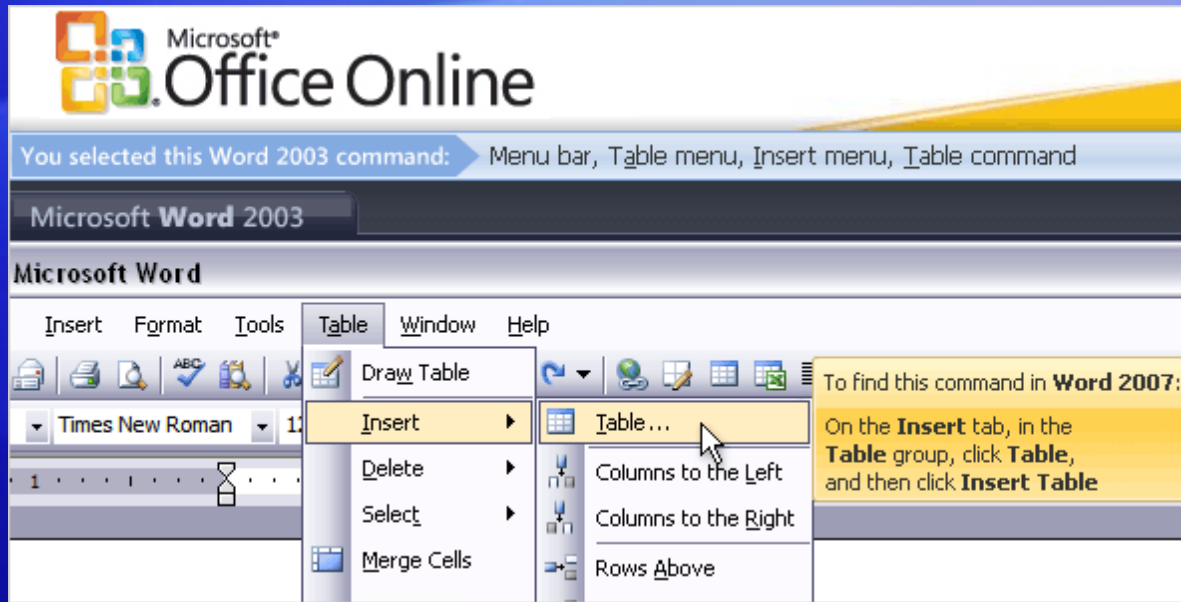 Microsoft®
Office Online
You selected this Word 2003 command: Menu bar, Table menu, Insert menu, Table command
Microsoft Word 2003
Microsoft Word
Insert Format Tools Table Window Help
ABC
Draw Table
To find this command in Word 2007:
Times New Roman
Insert
Table...
On the Insert tab, in the
Table group, click Table,
and then click Insert Table
1
Delete
Columns to the Left
Select
Columns to the Right
Merge Cells
Rows Above